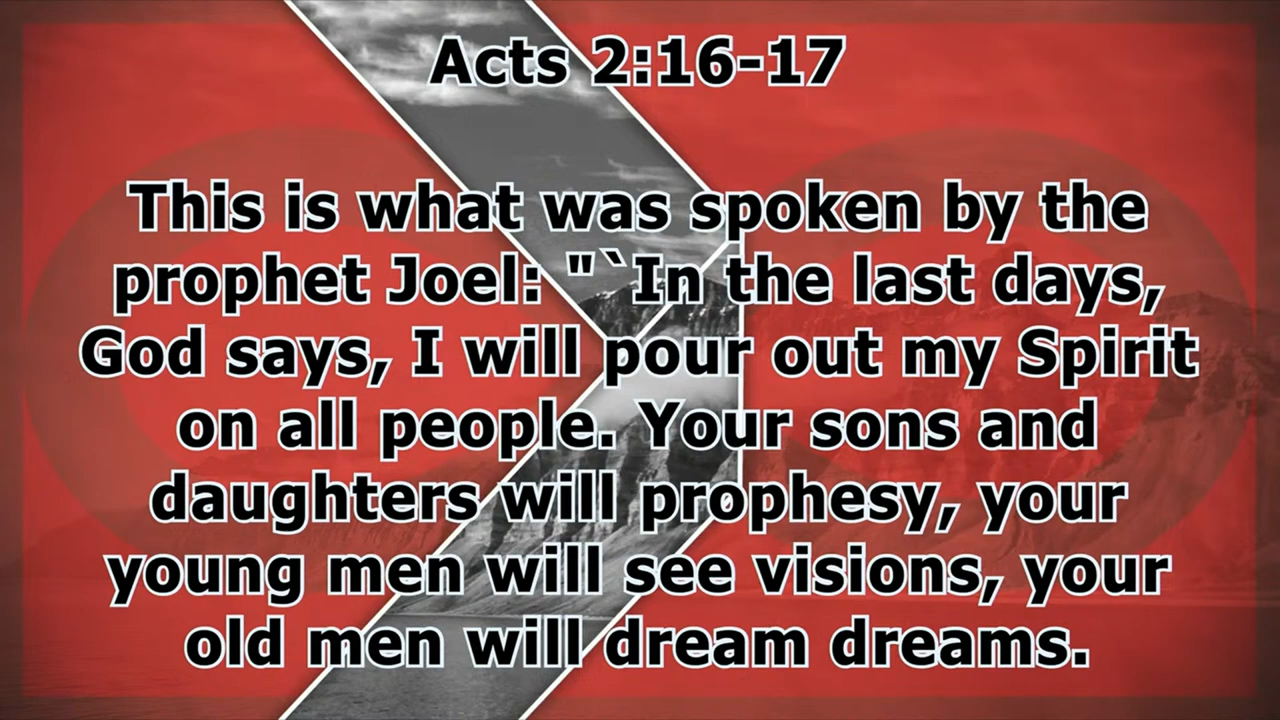 Acts 2:16-17
This is what was spoken by the
prophet Joel: "`In the last days,
God says, I will pour out my Spirit
on all people. Your sons and
daughters will prophesy, your
young men will see visions, your
old men will dream dreams.